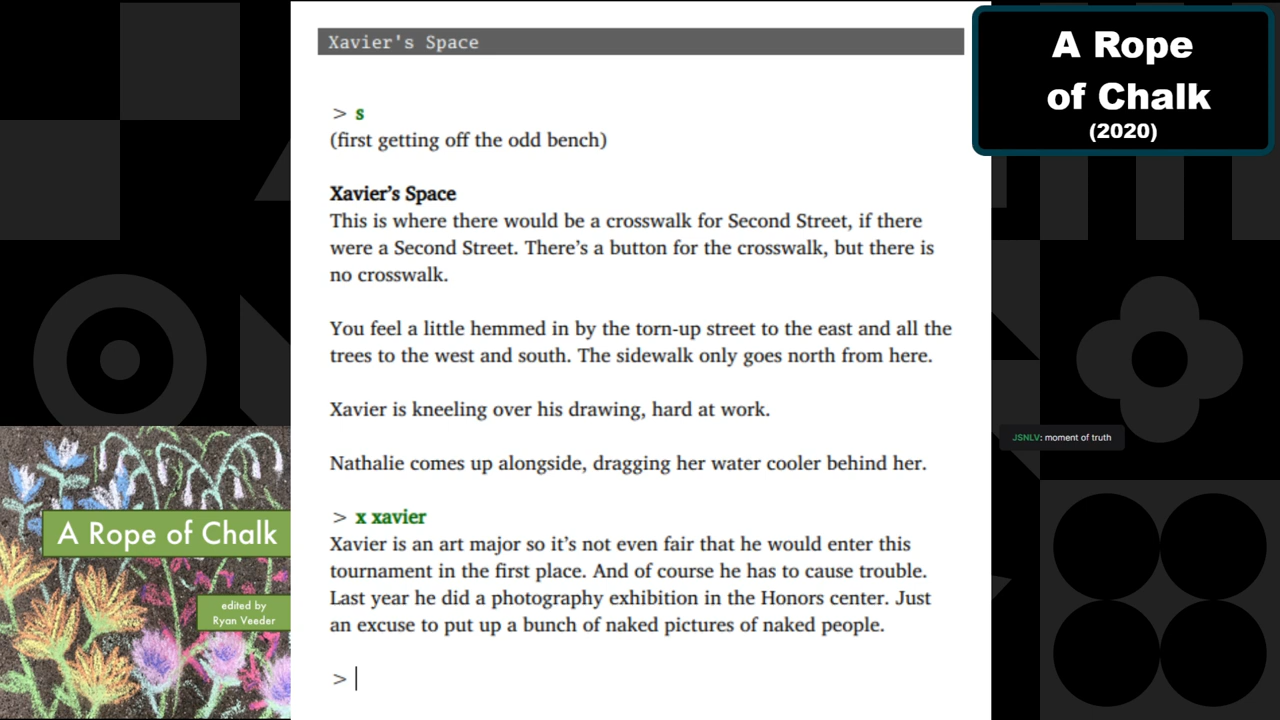 Xavier's Space
> s
(first getting off the odd bench)
Xavier’s Space
This is where there would be a crosswalk for Second Street, if there
were a Second Street. There’s a button for the crosswalk, but there is
no crosswalk.
You feel a little hemmed in by the torn-up street to the east and all the
trees to the west and south. The sidewalk only goes north from here.
Xavier is kneeling over his drawing, hard at work.
Nathalie comes up alongside, dragging her water cooler behind her.
> x xavier
Xavier is an art major so it’s not even fair that he would enter this
tournament in the first place. And of course he has to cause trouble.
Last year he did a photography exhibition in the Honors center. Just
an excuse to put up a bunch of naked pictures of naked people.
>
A Rope
of Chalk
(2020)
JSNLV: moment of truth
A Rope of Chalk
edited by
Ryan Veeder